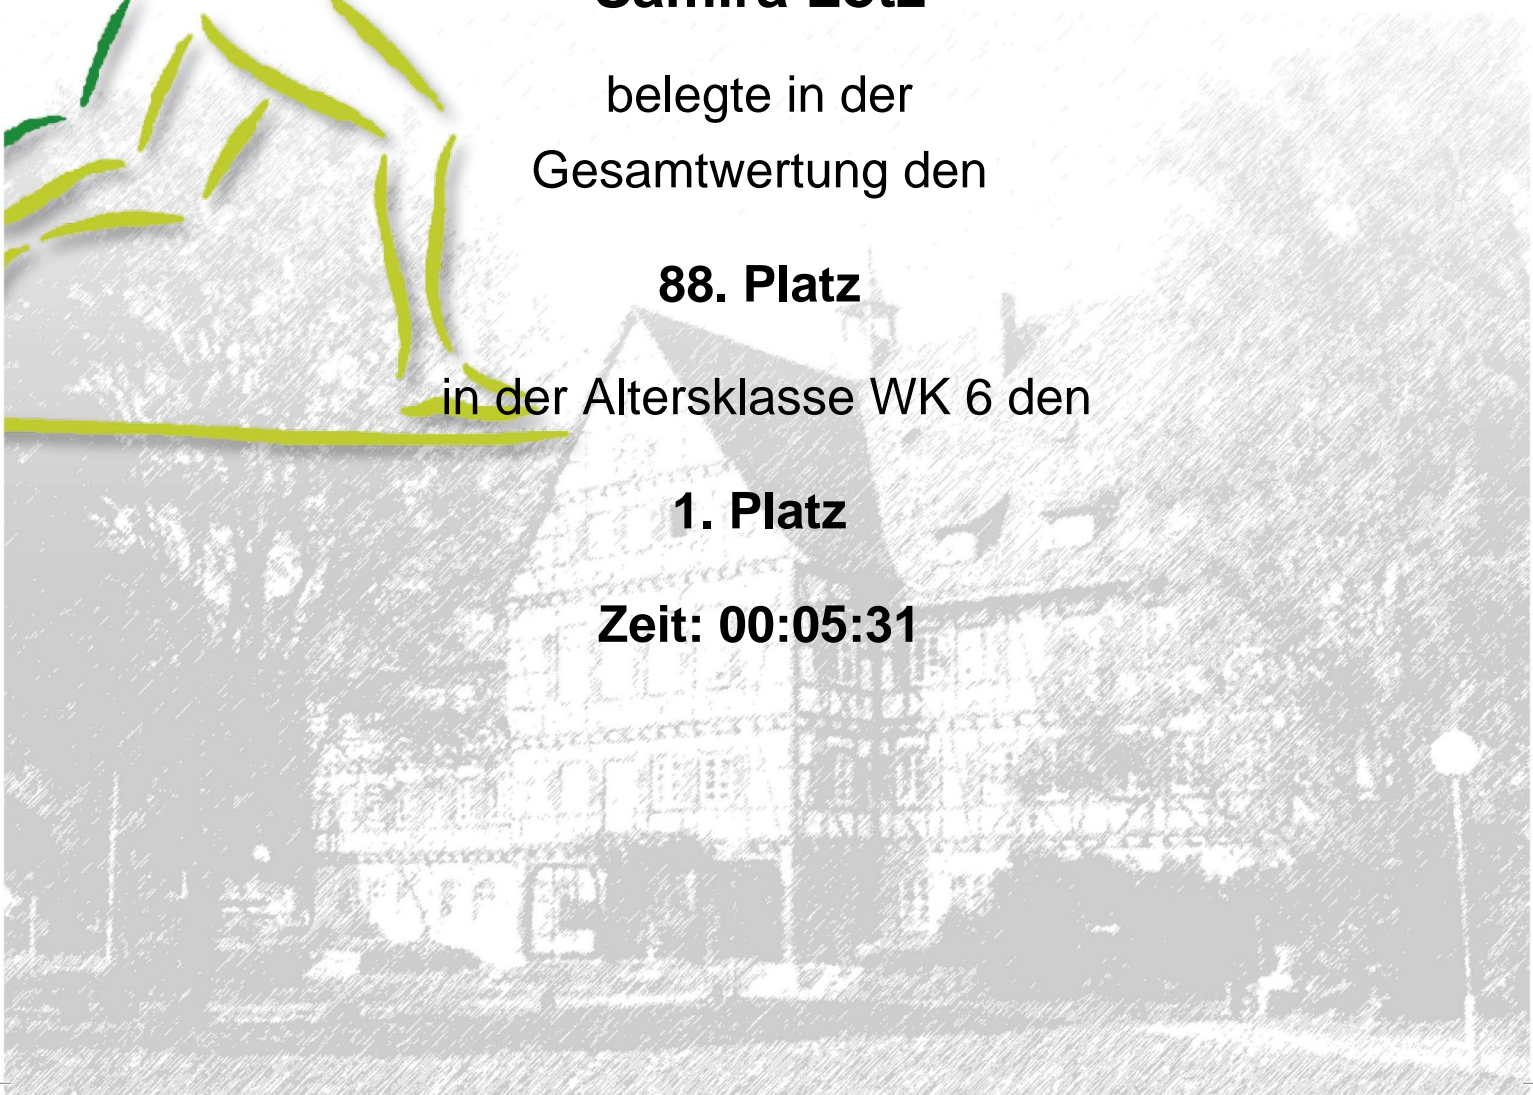 belegte in der
Gesamtwertung den
88. Platz
in der Altersklasse WK 6 den
1. Platz
Zeit: 00:05:31